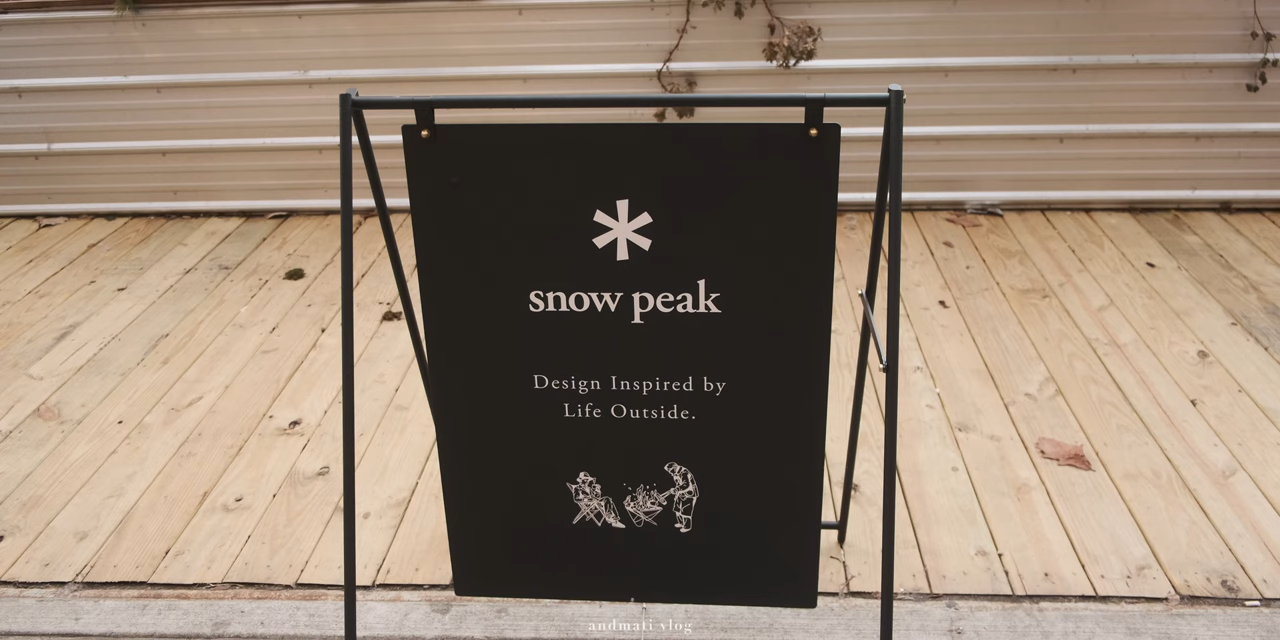 snow peak
Design Inspired by
Life Outside.
andmati vlog